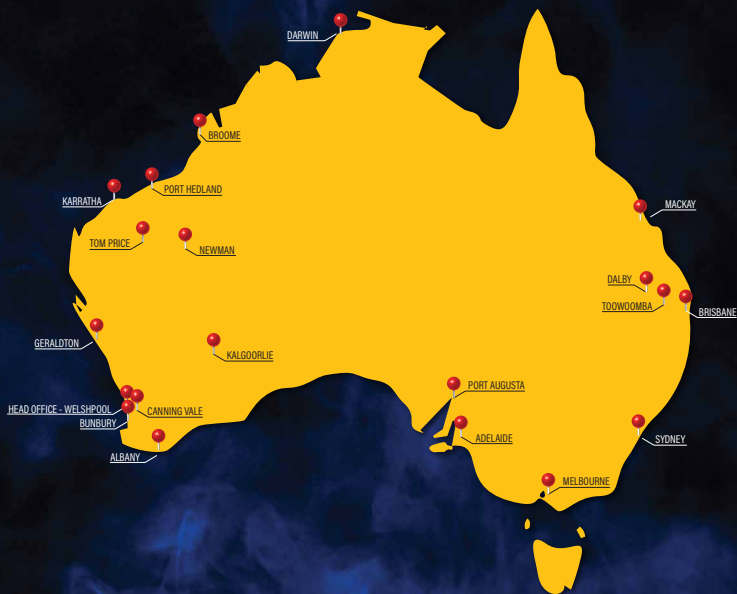 DARWIN
BROOME
PORT HEDLAND
KARRATHA
MACKAY
TOM PRICE
NEWMAN
DALBY
TOOWOOMBA
BRISBANE
GERALDTON
KALGOORLIE
PORT AUGUSTA
HEAD OFFICE - WELSHPOOL
CANNING VALE
BUNBURY
ADELAIDE
SYDNEY
ALBANY
MELBOURNE